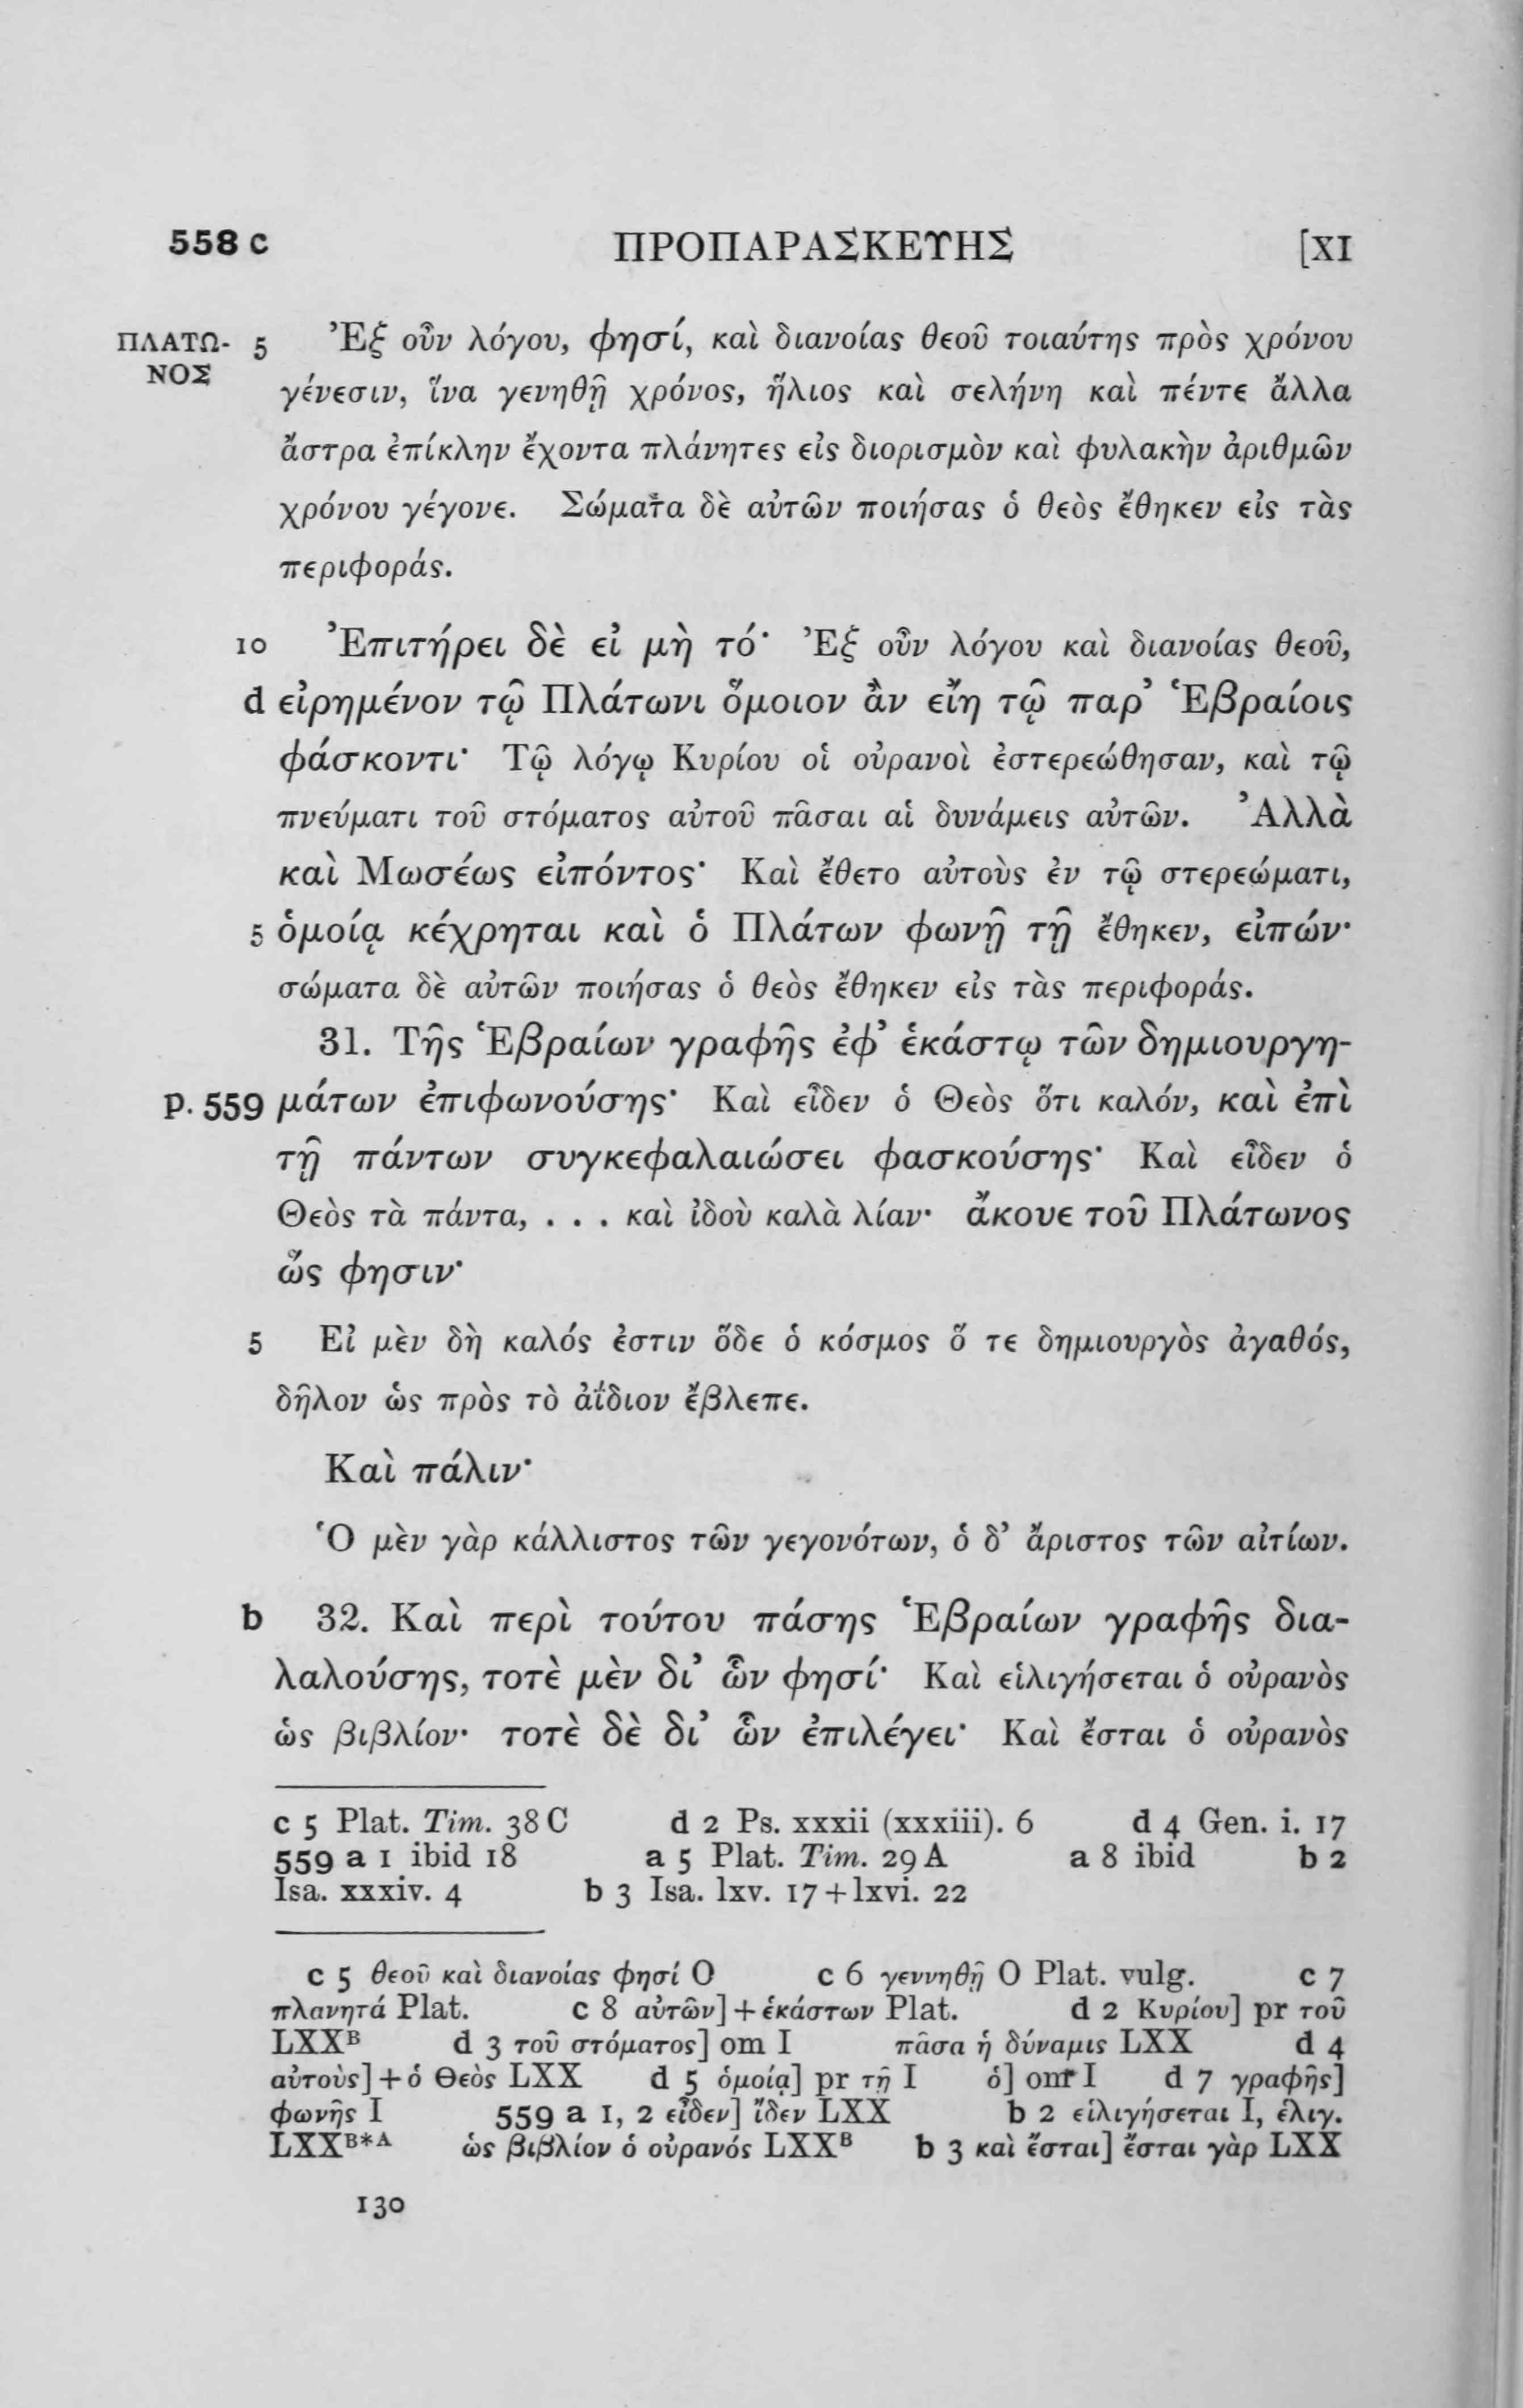 558 c ΠΡΟΠΑΡΑΣΚΕΥΗΣ [XI
ΠΛΑΤΩ- 5 Ἐξ οὖν λόγου, φησί, καὶ διανοίας θεοῦ τοιαύτης πρὸς χρόνου
ΝΟΣ
γένεσιν, ἵνα γενηθῇ χρόνος, ἥλιος καὶ σελήνη καὶ πέντε ἄλλα
ἄστρα ἐπίκλην ἔχοντα πλάνητες εἰς διορισμὸν καὶ φυλακὴν ἀριθμῶν
χρόνου γέγονε. Σώματα δὲ αὐτῶν ποιήσας ὁ θεὸς ἔθηκεν εἰς τὰς
περιφοράς.
10 Ἐπιτήρει δὲ εἰ μὴ τό· Ἐξ οὖν λόγου καὶ διανοίας θεοῦ,
d εἰρημένον τῷ Πλάτωνι ὅμοιον ἂν εἴη τῷ παρ’ Ἑβραίοις
φάσκοντι· Τῷ λόγῳ Κυρίου οἱ οὐρανοὶ ἐστερεώθησαν, καὶ τῷ
πνεύματι τοῦ στόματος αὐτοῦ πᾶσαι αἱ δυνάμεις αὐτῶν. Ἀλλὰ
καὶ Μωσέως εἰπόντος· Καὶ ἔθετο αὐτοὺς ἐν τῷ στερεώματι,
5 ὁμοίᾳ κέχρηται καὶ ὁ Πλάτων φωνῇ τῇ ἔθηκεν, εἰπών·
σώματα δὲ αὐτῶν ποιήσας ὁ θεὸς ἔθηκεν εἰς τὰς περιφοράς.
31. Τῆς Ἑβραίων γραφῆς ἐφ’ ἑκάστῳ τῶν δημιουργη-
p. 559 μάτων ἐπιφωνούσης· Καὶ εἶδεν ὁ Θεὸς ὅτι καλόν, καὶ ἐπὶ
τῇ πάντων συγκεφαλαιώσει φασκούσης· Καὶ εἶδεν ὁ
Θεὸς τὰ πάντα, . . . καὶ ἰδοὺ καλὰ λίαν· ἄκουε τοῦ Πλάτωνος
ὥς φησιν·
5 Εἰ μὲν δὴ καλός ἐστιν ὅδε ὁ κόσμος ὅ τε δημιουργὸς ἀγαθός,
δῆλον ὡς πρὸς τὸ ἀΐδιον ἔβλεπε.
Καὶ πάλιν·
Ὁ μὲν γὰρ κάλλιστος τῶν γεγονότων, ὁ δ’ ἄριστος τῶν αἰτίων.
b 32. Καὶ περὶ τούτου πάσης Ἑβραίων γραφῆς δια-
λαλούσης, τοτὲ μὲν δι’ ὧν φησί· Καὶ εἱλιγήσεται ὁ οὐρανὸς
ὡς βιβλίον· τοτὲ δὲ δι’ ὧν ἐπιλέγει· Καὶ ἔσται ὁ οὐρανὸς
c 5 Plat. Tim. 38 C d 2 Ps. xxxii (xxxiii). 6 d 4 Gen. i. 17
559 a 1 ibid 18 a 5 Plat. Tim. 29 A a 8 ibid b 2
Isa. xxxiv. 4 b 3 Isa. lxv. 17 + lxvi. 22
c 5 θεοῦ καὶ διανοίας φησί O c 6 γεννηθῇ O Plat. vulg. c 7
πλανητά Plat. c 8 αὐτῶν] + ἑκάστων Plat. d 2 Κυρίου] pr τοῦ
LXXᴮ d 3 τοῦ στόματος] om I πᾶσα ἡ δύναμις LXX d 4
αὐτοὺς] + ὁ Θεὸς LXX d 5 ὁμοίᾳ] pr τῇ I ὁ] om I d 7 γραφῆς]
φωνῆς I 559 a 1, 2 εἶδεν] ἴδεν LXX b 2 εἱλιγήσεται I, ἑλιγ.
LXXᴮ*ᴬ ὡς βιβλίον ὁ οὐρανός LXXᴮ b 3 καὶ ἔσται] ἔσται γὰρ LXX
130